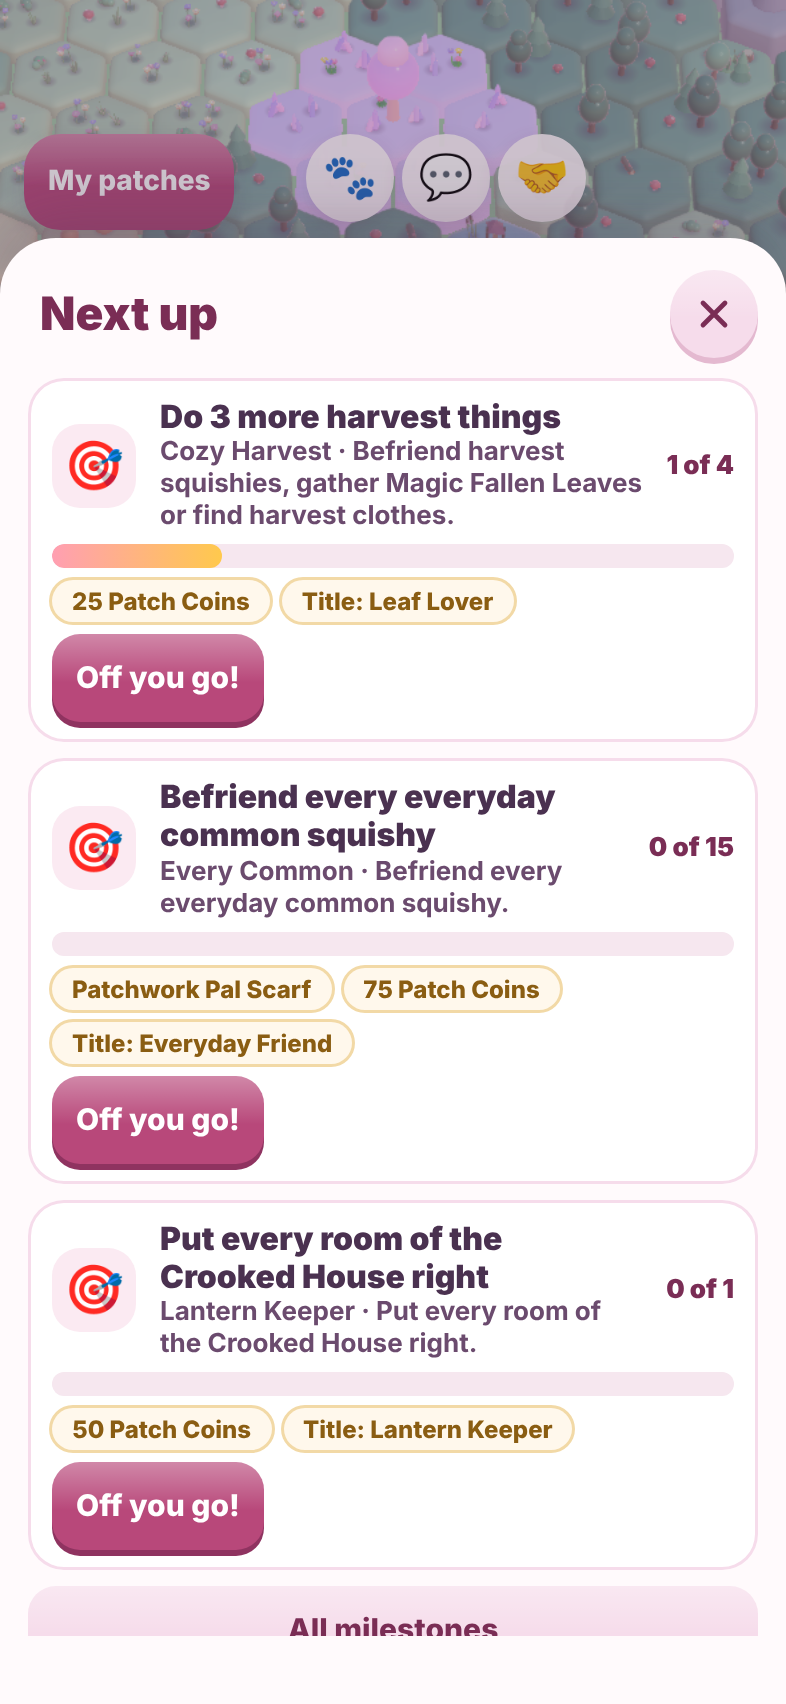 My patches
Next up
Do 3 more harvest things
Cozy Harvest · Befriend harvest
squishies, gather Magic Fallen Leaves
or find harvest clothes.
1 of 4
25 Patch Coins
Title: Leaf Lover
Off you go!
Befriend every everyday
common squishy
Every Common · Befriend every
everyday common squishy.
0 of 15
Patchwork Pal Scarf
75 Patch Coins
Title: Everyday Friend
Off you go!
Put every room of the
Crooked House right
Lantern Keeper · Put every room of
the Crooked House right.
0 of 1
50 Patch Coins
Title: Lantern Keeper
Off you go!
All milestones